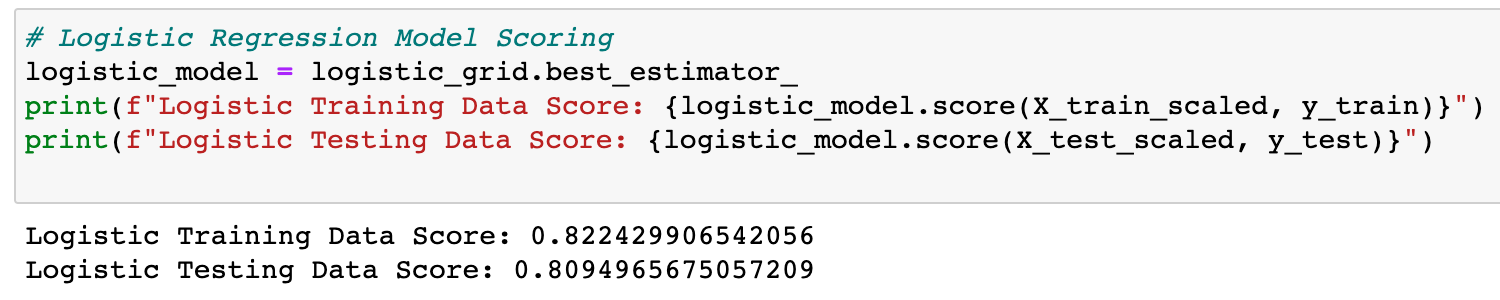 # Logistic Regression Model Scoring
logistic_model = logistic_grid.best_estimator_
print(f"Logistic Training Data Score: {logistic_model.score(X_train_scaled, y_train)}")
print(f"Logistic Testing Data Score: {logistic_model.score(X_test_scaled, y_test)}")
Logistic Training Data Score: 0.822429906542056
Logistic Testing Data Score: 0.8094965675057209